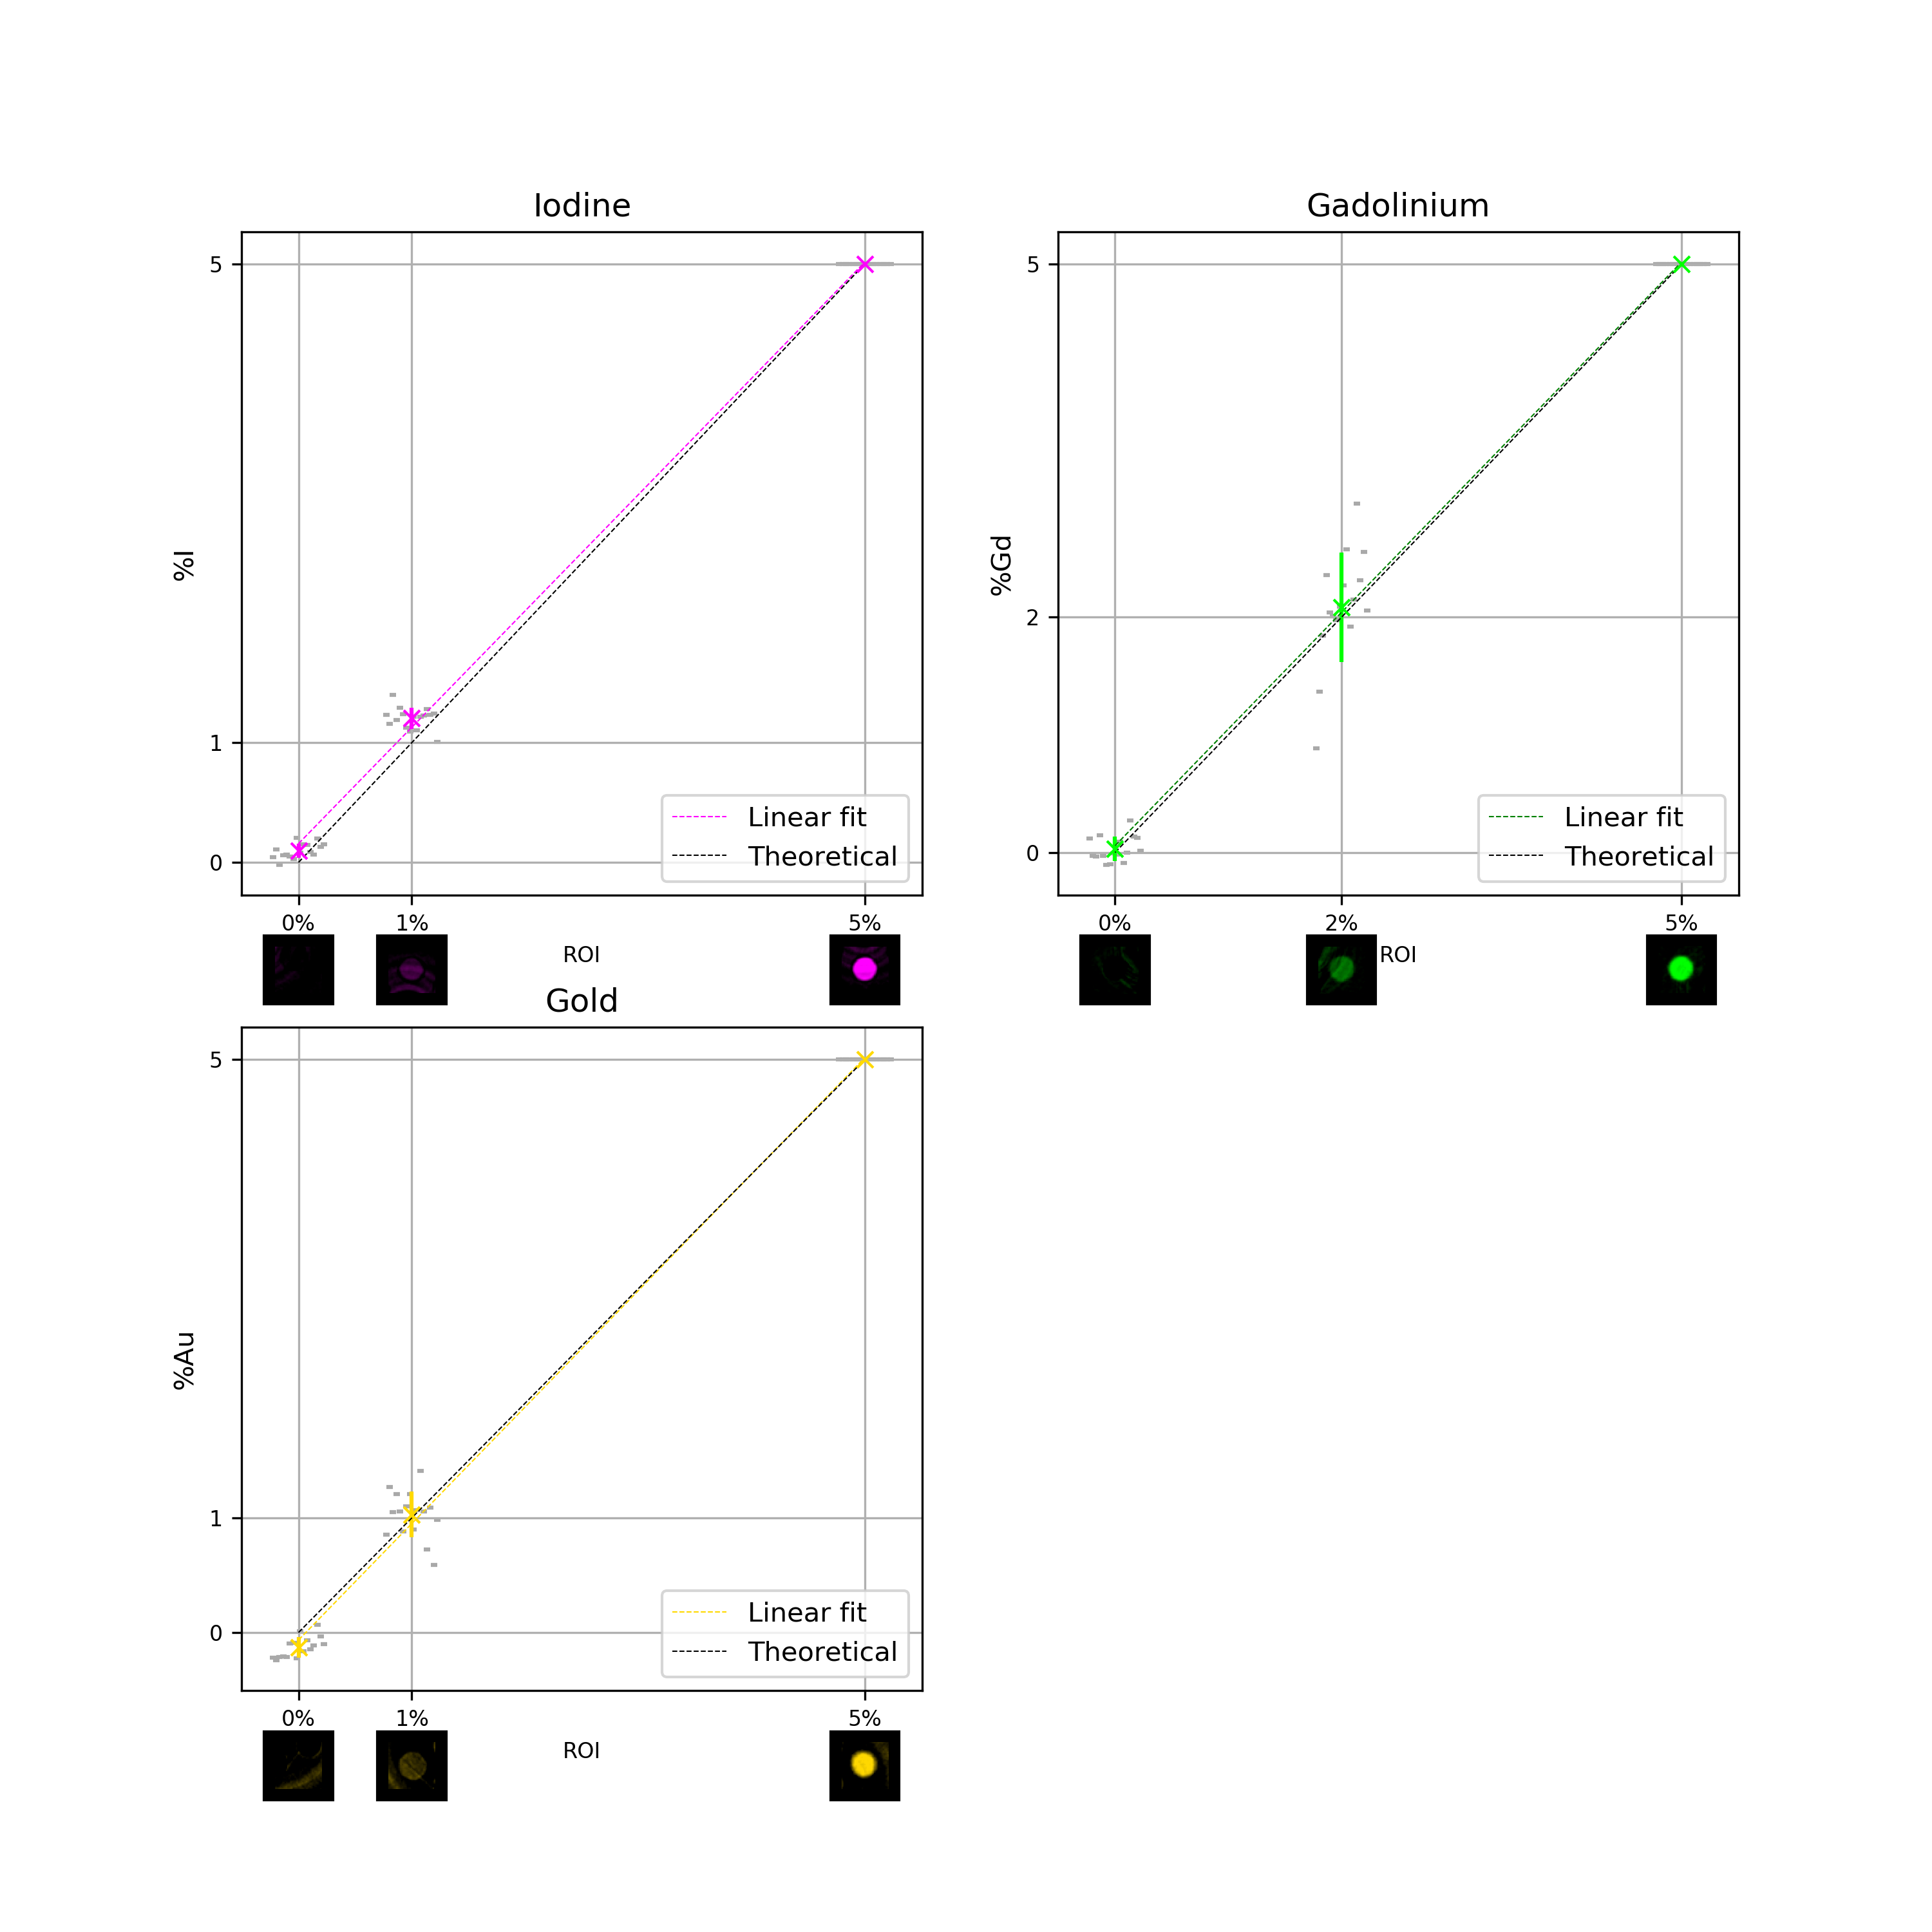 Iodine
5
1
0
%I
Linear fit
Theoretical
0% 1% 5%
ROI
Gadolinium
5
2
0
%Gd
Linear fit
Theoretical
0% 2% 5%
ROI
Gold
5
1
0
%Au
Linear fit
Theoretical
0% 1% 5%
ROI